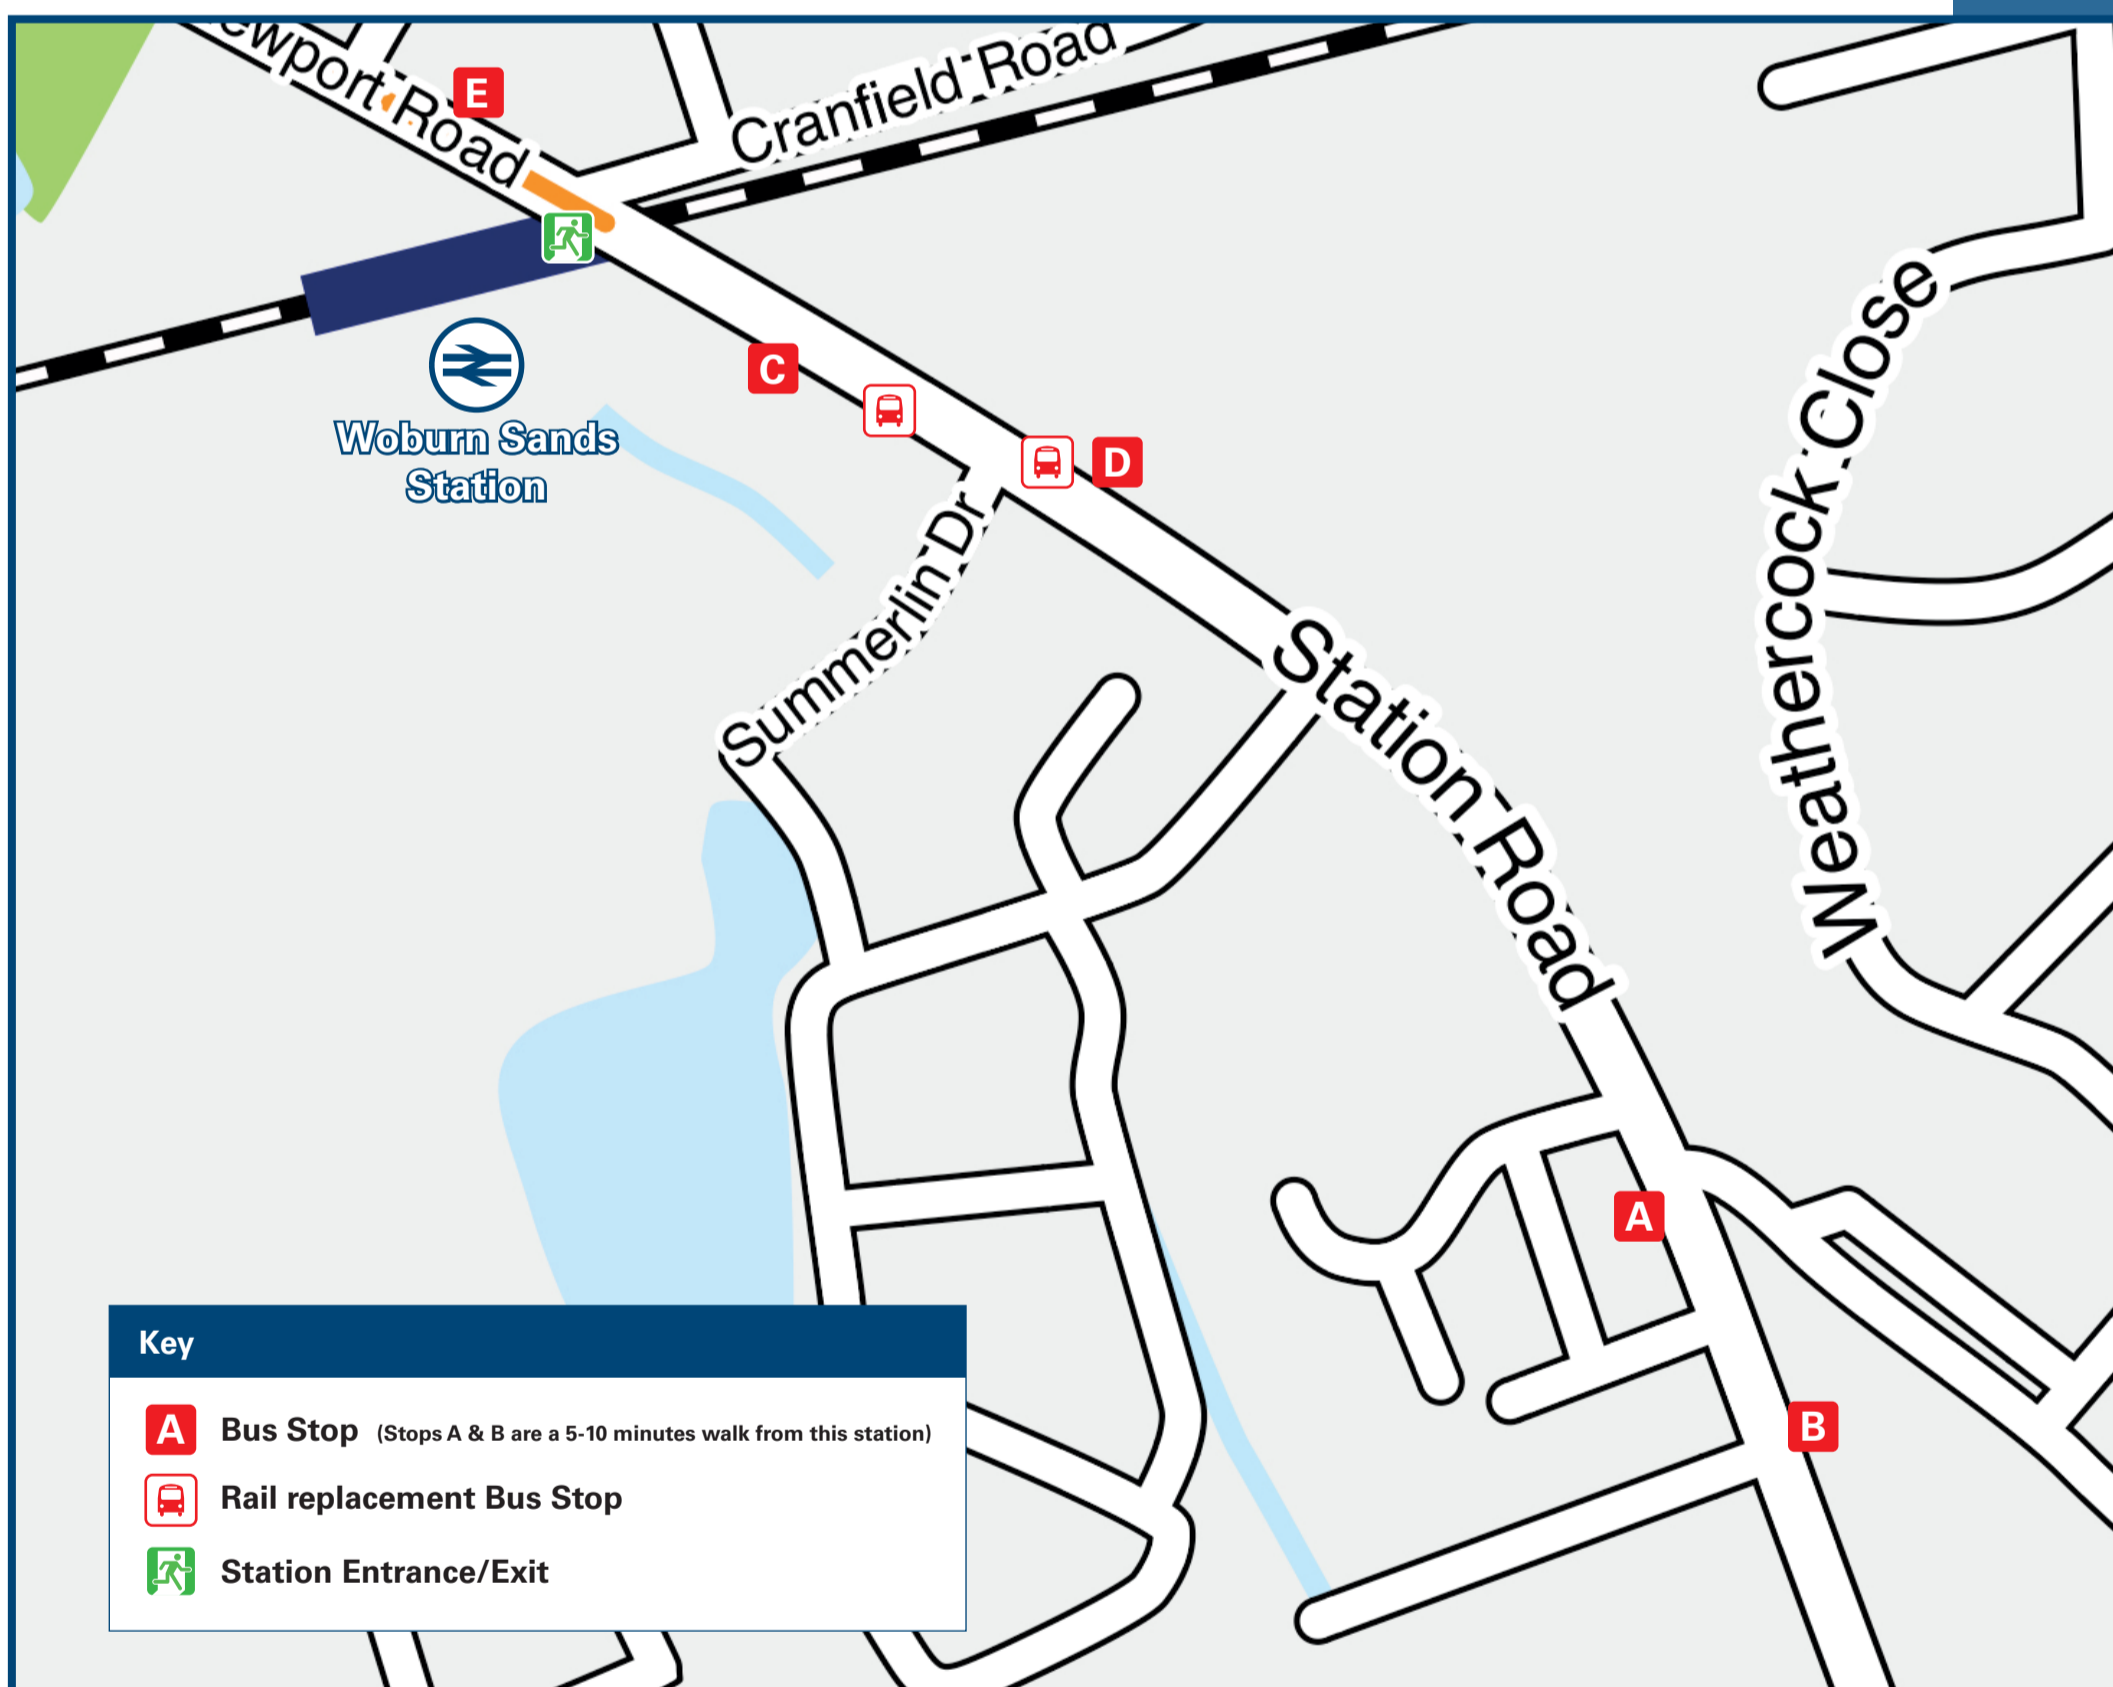 ewport Road
E
Cranfield Road
C
D
Woburn Sands
Station
Summerlin Dr
Station Road
Weathercock Close
A
B
Key
A Bus Stop (Stops A & B are a 5-10 minutes walk from this station)
Rail replacement Bus Stop
Station Entrance/Exit